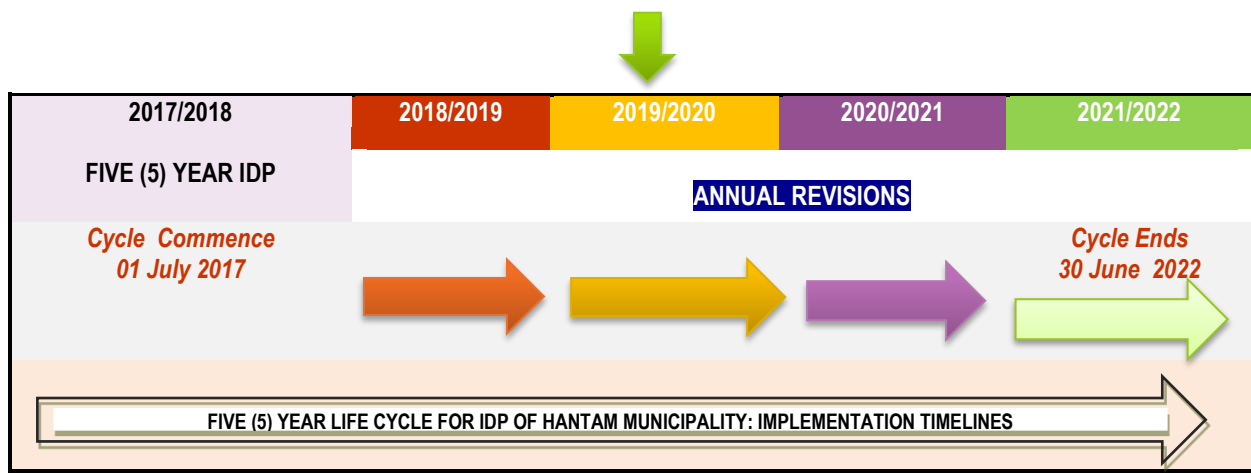 2017/2018 2018/2019 2019/2020 2020/2021 2021/2022
FIVE (5) YEAR IDP
ANNUAL REVISIONS
Cycle Commence
01 July 2017
Cycle Ends
30 June 2022
FIVE (5) YEAR LIFE CYCLE FOR IDP OF HANTAM MUNICIPALITY: IMPLEMENTATION TIMELINES